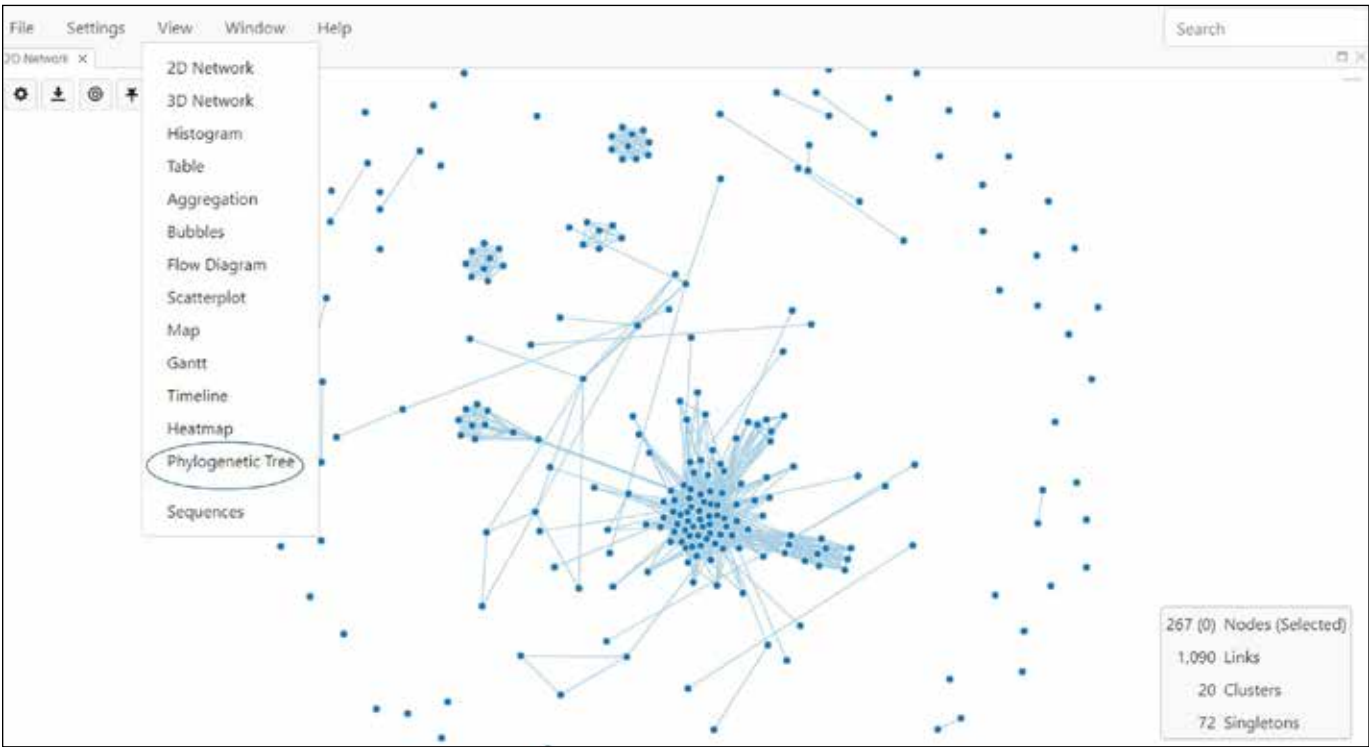 File Settings View Window Help Search
2D Network ×
2D Network
3D Network
Histogram
Table
Aggregation
Bubbles
Flow Diagram
Scatterplot
Map
Gantt
Timeline
Heatmap
Phylogenetic Tree
Sequences
267 (0) Nodes (Selected)
1,090 Links
20 Clusters
72 Singletons